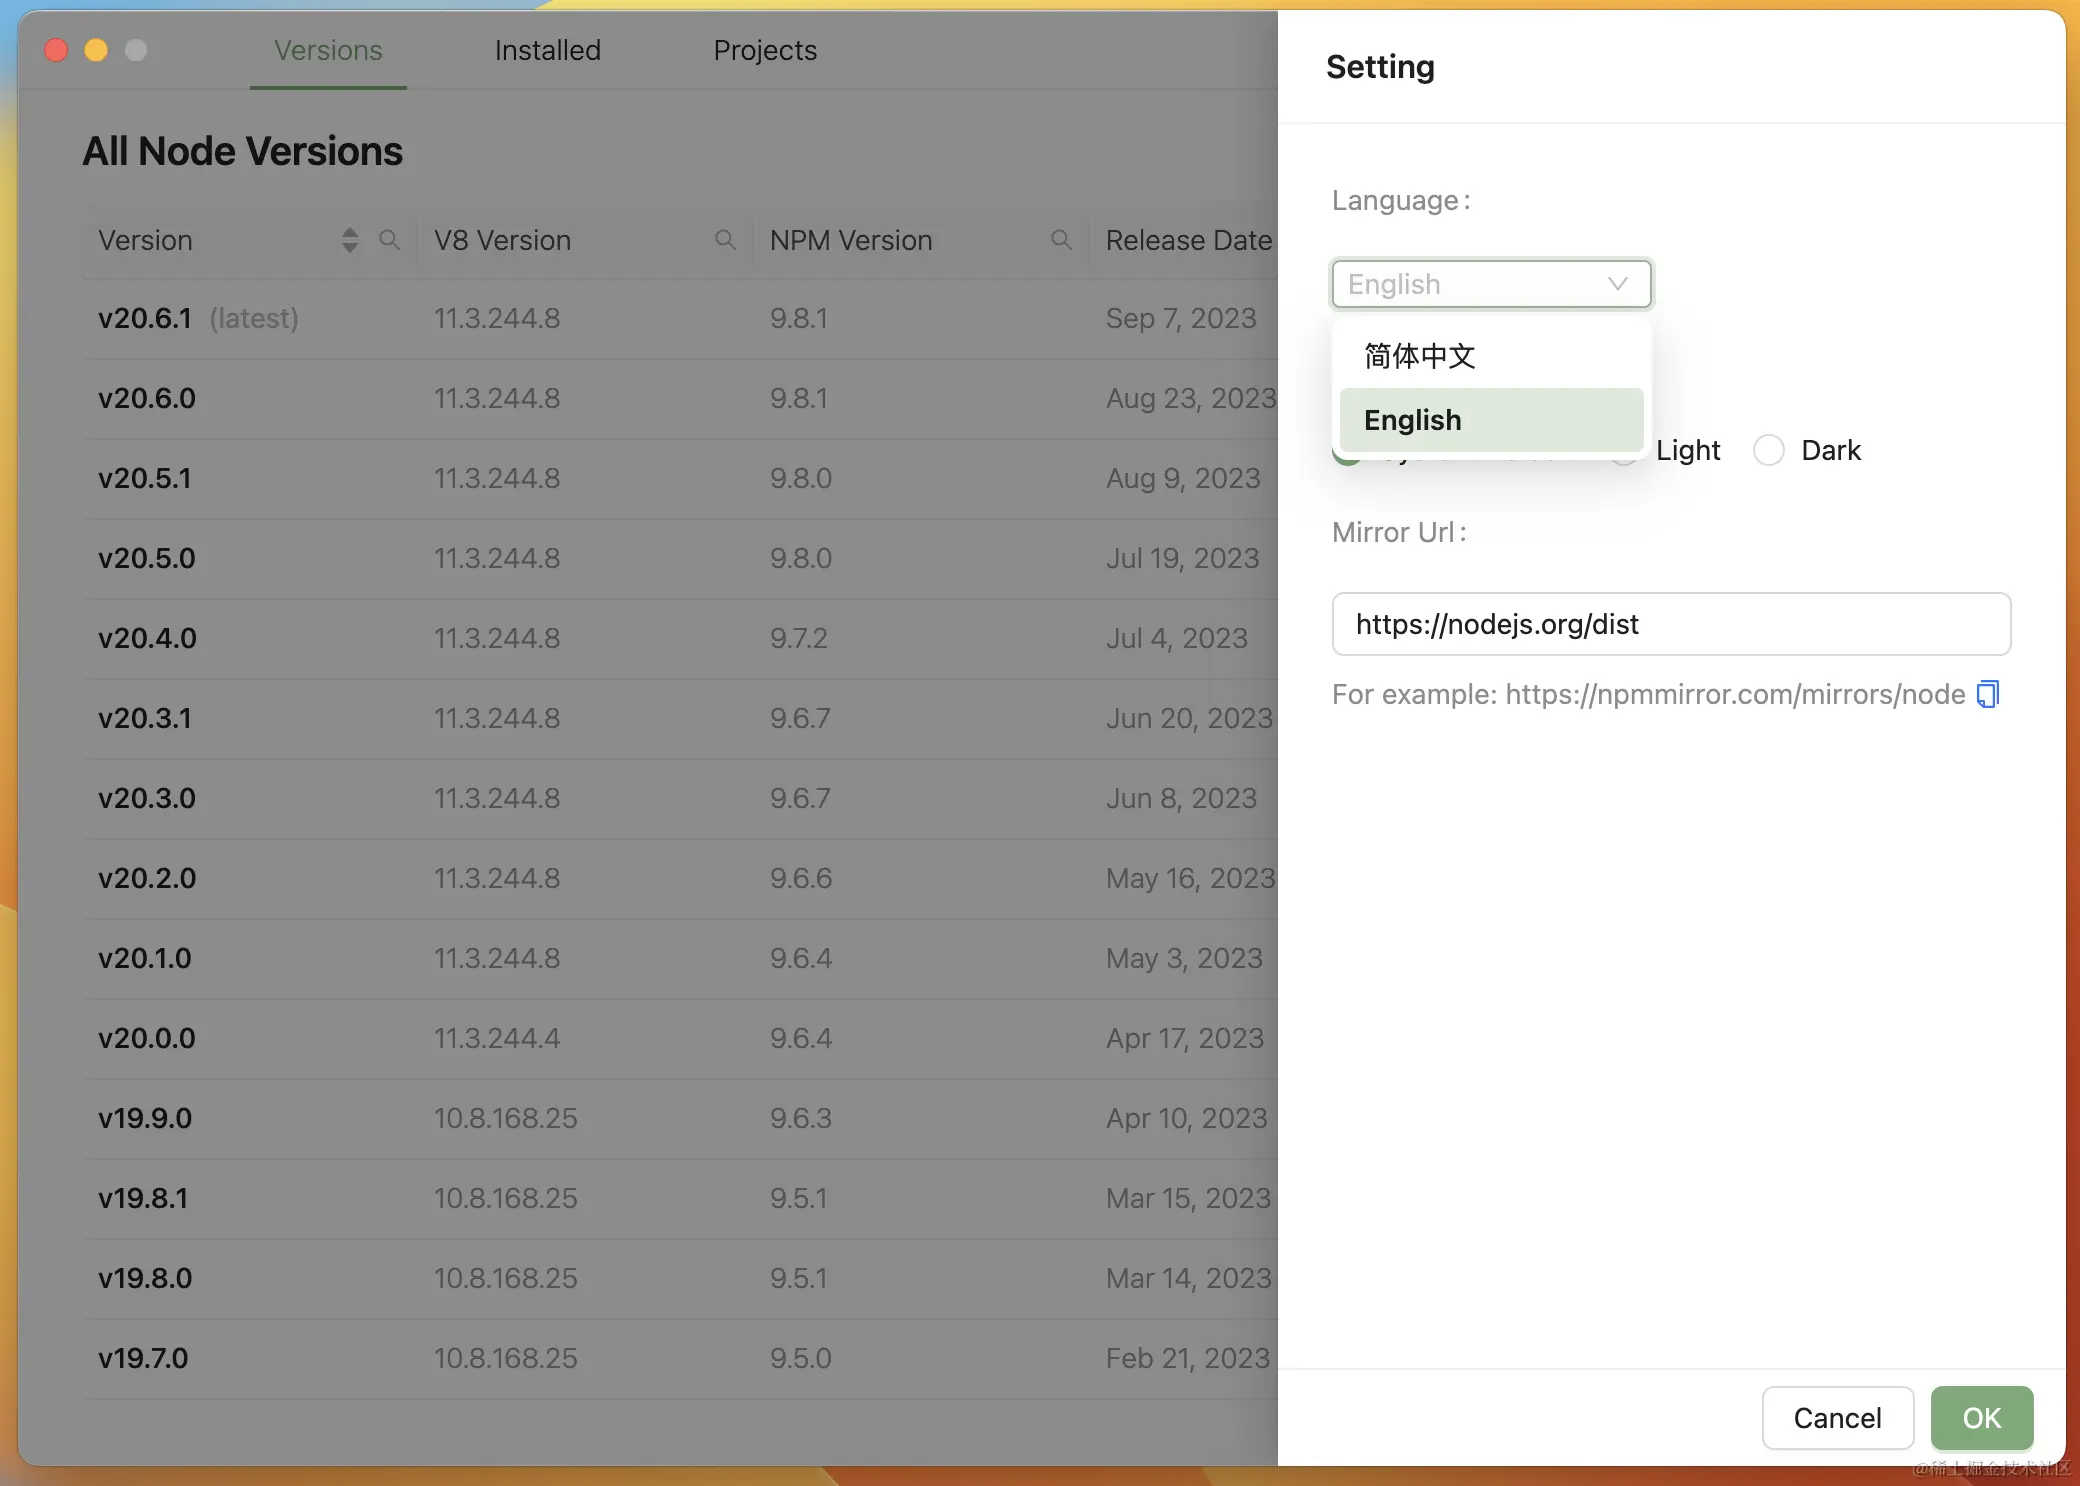 Versions Installed Projects
All Node Versions
Version V8 Version NPM Version Release Date
v20.6.1 (latest) 11.3.244.8 9.8.1 Sep 7, 2023
v20.6.0 11.3.244.8 9.8.1 Aug 23, 2023
v20.5.1 11.3.244.8 9.8.0 Aug 9, 2023
v20.5.0 11.3.244.8 9.8.0 Jul 19, 2023
v20.4.0 11.3.244.8 9.7.2 Jul 4, 2023
v20.3.1 11.3.244.8 9.6.7 Jun 20, 2023
v20.3.0 11.3.244.8 9.6.7 Jun 8, 2023
v20.2.0 11.3.244.8 9.6.6 May 16, 2023
v20.1.0 11.3.244.8 9.6.4 May 3, 2023
v20.0.0 11.3.244.4 9.6.4 Apr 17, 2023
v19.9.0 10.8.168.25 9.6.3 Apr 10, 2023
v19.8.1 10.8.168.25 9.5.1 Mar 15, 2023
v19.8.0 10.8.168.25 9.5.1 Mar 14, 2023
v19.7.0 10.8.168.25 9.5.0 Feb 21, 2023
Setting
Language:
English
简体中文
English
Light Dark
Mirror Url:
https://nodejs.org/dist
For example: https://npmmirror.com/mirrors/node
Cancel OK
@稀土掘金技术社区